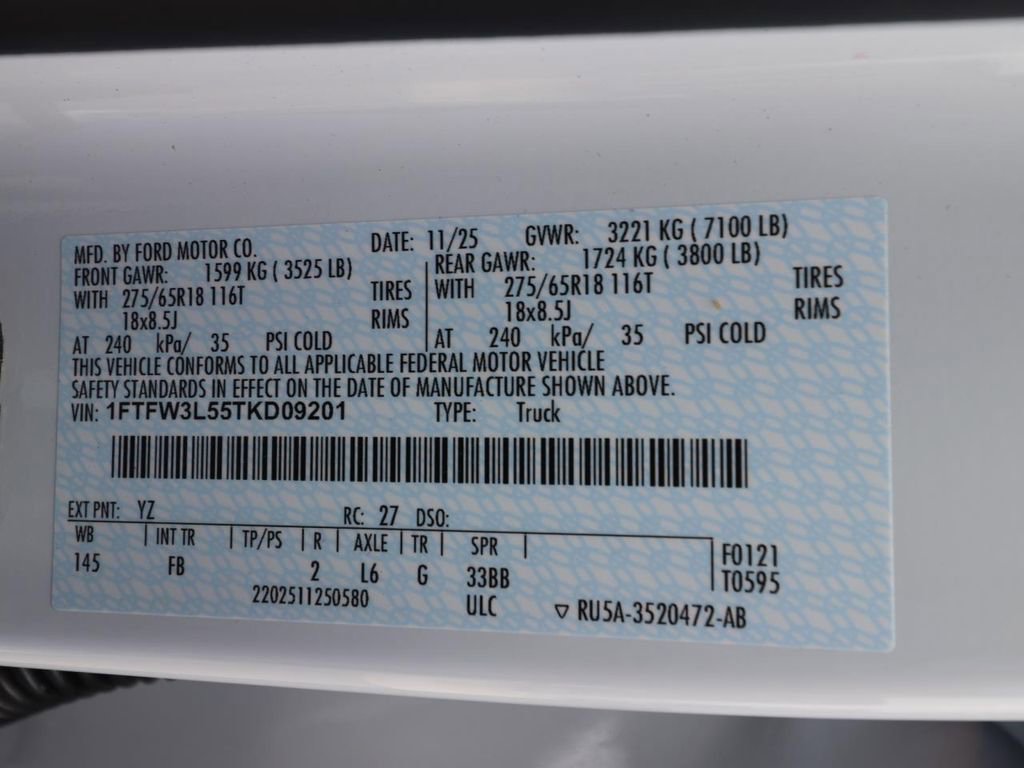 MFD. BY FORD MOTOR CO. DATE: 11/25 GVWR: 3221 KG ( 7100 LB)
FRONT GAWR: 1599 KG ( 3525 LB) REAR GAWR: 1724 KG ( 3800 LB)
WITH 275/65R18 116T TIRES WITH 275/65R18 116T TIRES
18x8.5J RIMS 18x8.5J RIMS
AT 240 kPa/ 35 PSI COLD AT 240 kPa/ 35 PSI COLD
THIS VEHICLE CONFORMS TO ALL APPLICABLE FEDERAL MOTOR VEHICLE
SAFETY STANDARDS IN EFFECT ON THE DATE OF MANUFACTURE SHOWN ABOVE.
VIN: 1FTFW3L55TKD09201 TYPE: Truck
EXT PNT: YZ RC: 27 DSO:
WB INT TR TP/PS R AXLE TR SPR F0121
145 FB 2 L6 G 33BB T0595
2202511250580 ULC ▽ RU5A-3520472-AB